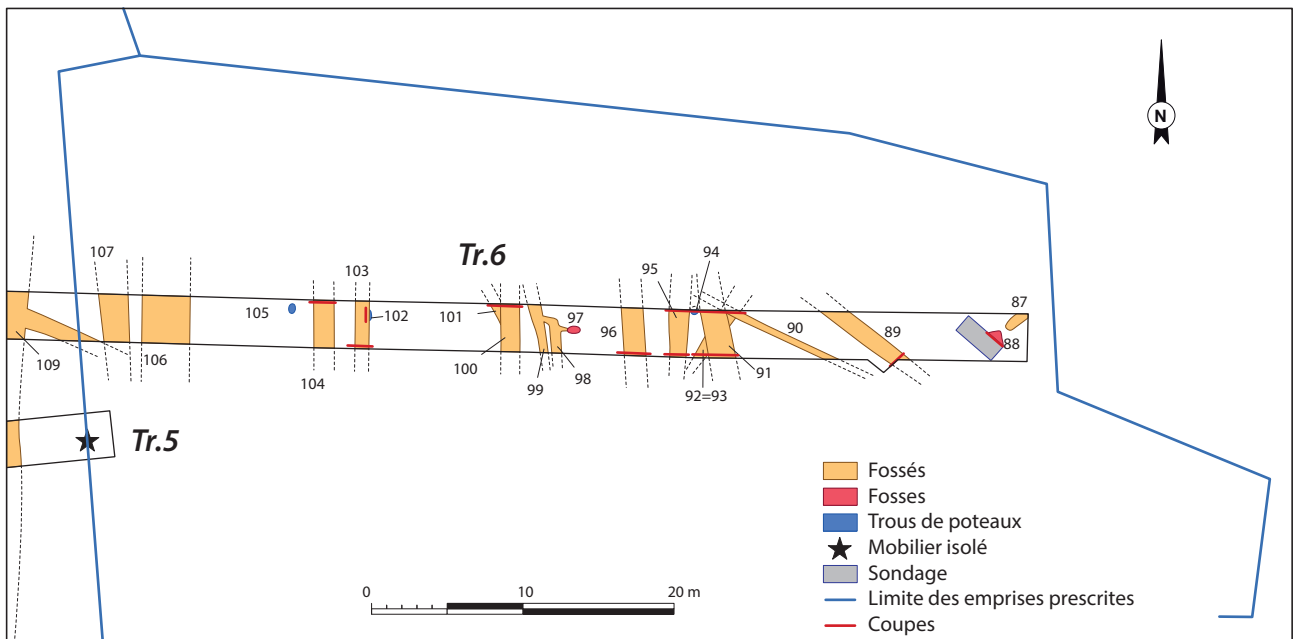 N
107
Tr.6
94
103
95
87
105
102
101
97
96
90
89
88
109
106
100
98
104
99
91
92=93
Tr.5
Fossés
Fosses
Trous de poteaux
Mobilier isolé
Sondage
Limite des emprises prescrites
Coupes
0 10 20 m